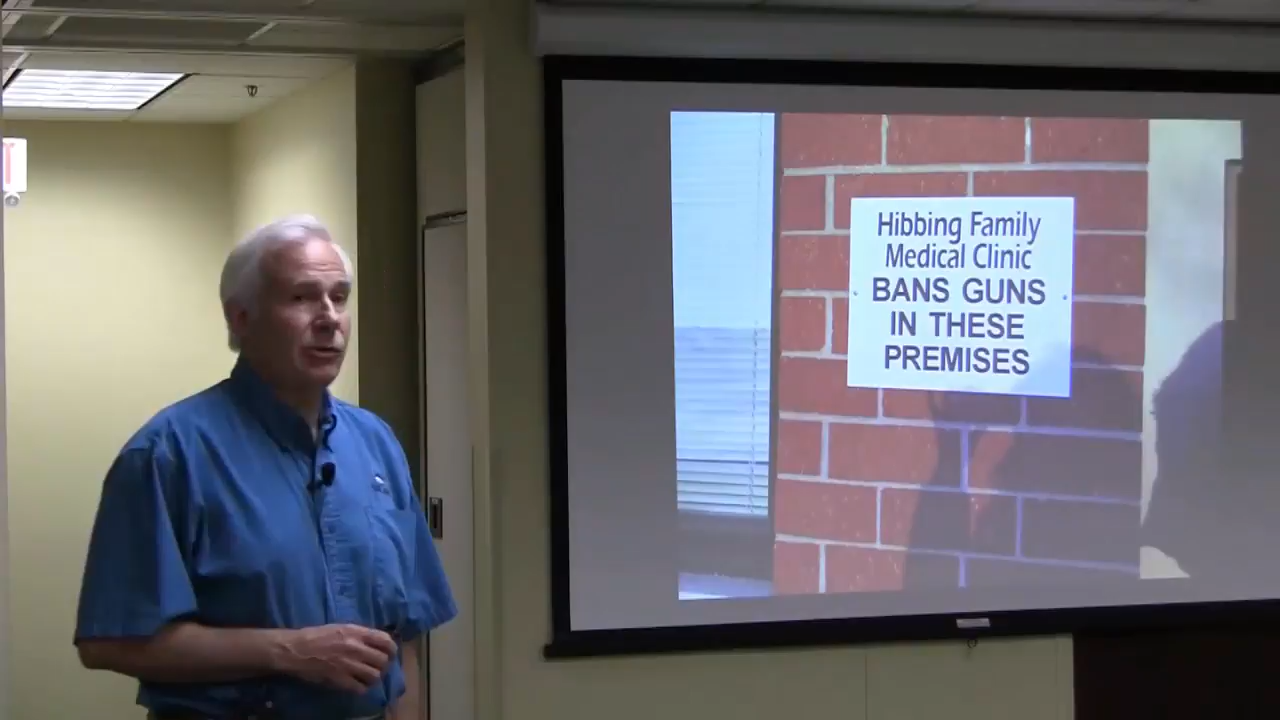 Hibbing Family
Medical Clinic
BANS GUNS
IN THESE
PREMISES